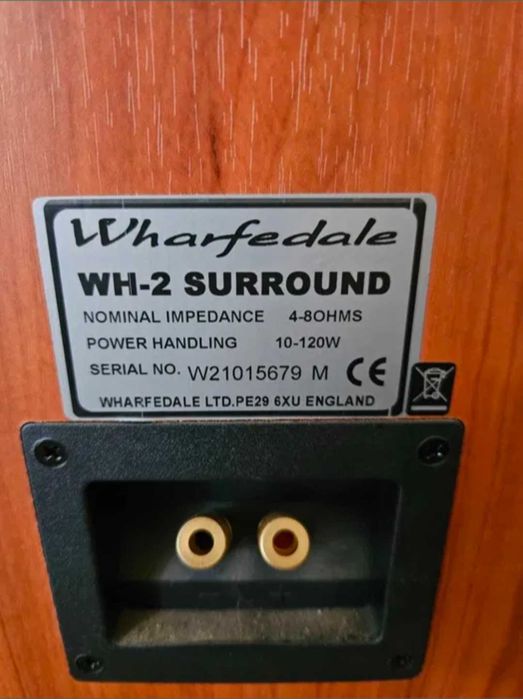 Wharfedale
WH-2 SURROUND
NOMINAL IMPEDANCE 4-8OHMS
POWER HANDLING 10-120W
SERIAL NO. W21015679 M CE
WHARFEDALE LTD.PE29 6XU ENGLAND